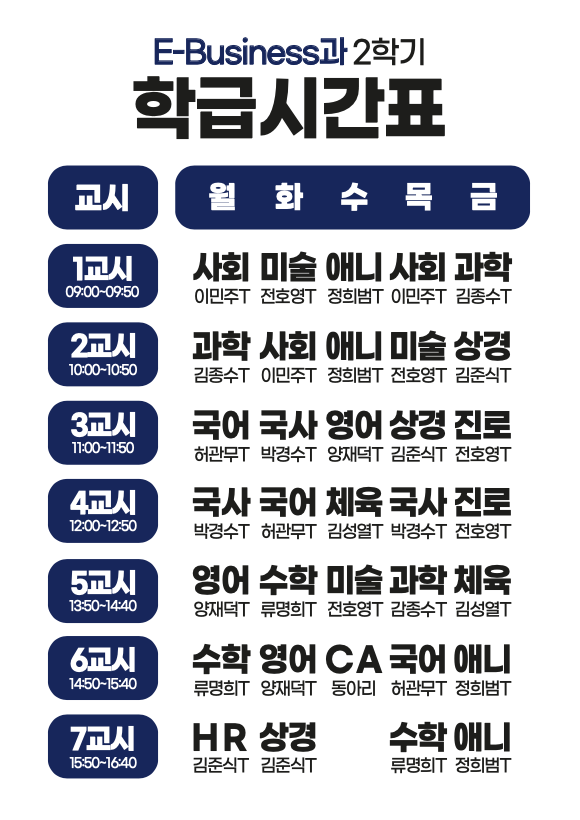 E-Business과 2학기
학급시간표
교시 월 화 수 목 금
1교시 사회 미술 애니 사회 과학
09:00~09:50 이민주T 전호영T 정희범T 이민주T 김종수T
2교시 과학 사회 애니 미술 상경
10:00~10:50 김종수T 이민주T 정희범T 전호영T 김준식T
3교시 국어 국사 영어 상경 진로
11:00~11:50 허관무T 박경수T 양재덕T 김준식T 전호영T
4교시 국사 국어 체육 국사 진로
12:00~12:50 박경수T 허관무T 김성열T 박경수T 전호영T
5교시 영어 수학 미술 과학 체육
13:50~14:40 양재덕T 류명희T 전호영T 감종수T 김성열T
6교시 수학 영어 CA 국어 애니
14:50~15:40 류명희T 양재덕T 동아리 허관무T 정희범T
7교시 HR 상경 수학 애니
15:50~16:40 김준식T 김준식T 류명희T 정희범T